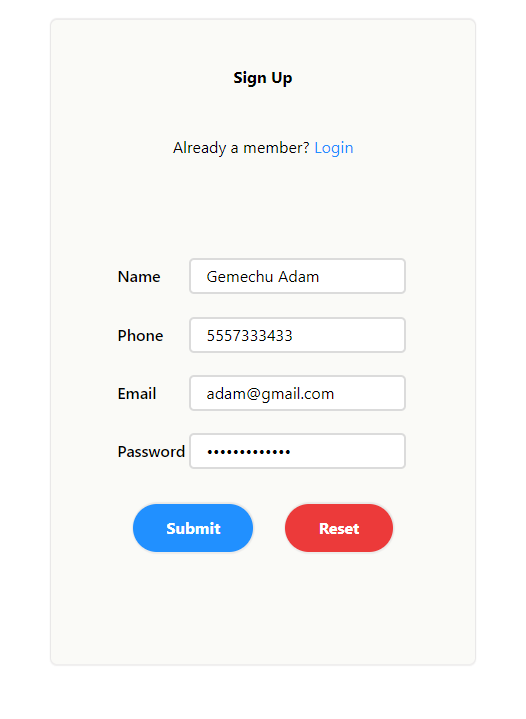 Sign Up
Already a member? Login
Name Gemechu Adam
Phone 5557333433
Email adam@gmail.com
Password •••••••••••••
Submit Reset